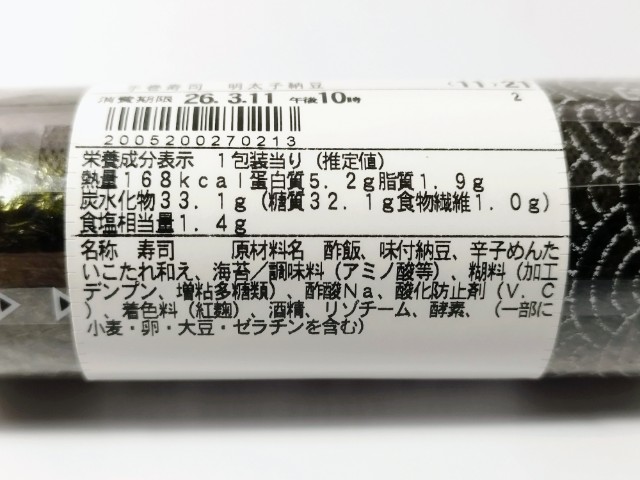 手巻寿司 明太子納豆
消費期限 26. 3.11 午後10時
2
2005200270213
栄養成分表示 1包装当り (推定値)
熱量168kcal蛋白質5.2g脂質1.9g
炭水化物33.1g(糖質32.1g食物繊維1.0g)
食塩相当量1.4g
名称 寿司 原材料名 酢飯、味付納豆、辛子めんた
いこたれ和え、海苔/調味料(アミノ酸等)、糊料(加工
デンプン、増粘多糖類)、酢酸Na、酸化防止剤(V.C
)、着色料(紅麹)、酒精、リゾチーム、酵素、(一部に
小麦・卵・大豆・ゼラチンを含む)